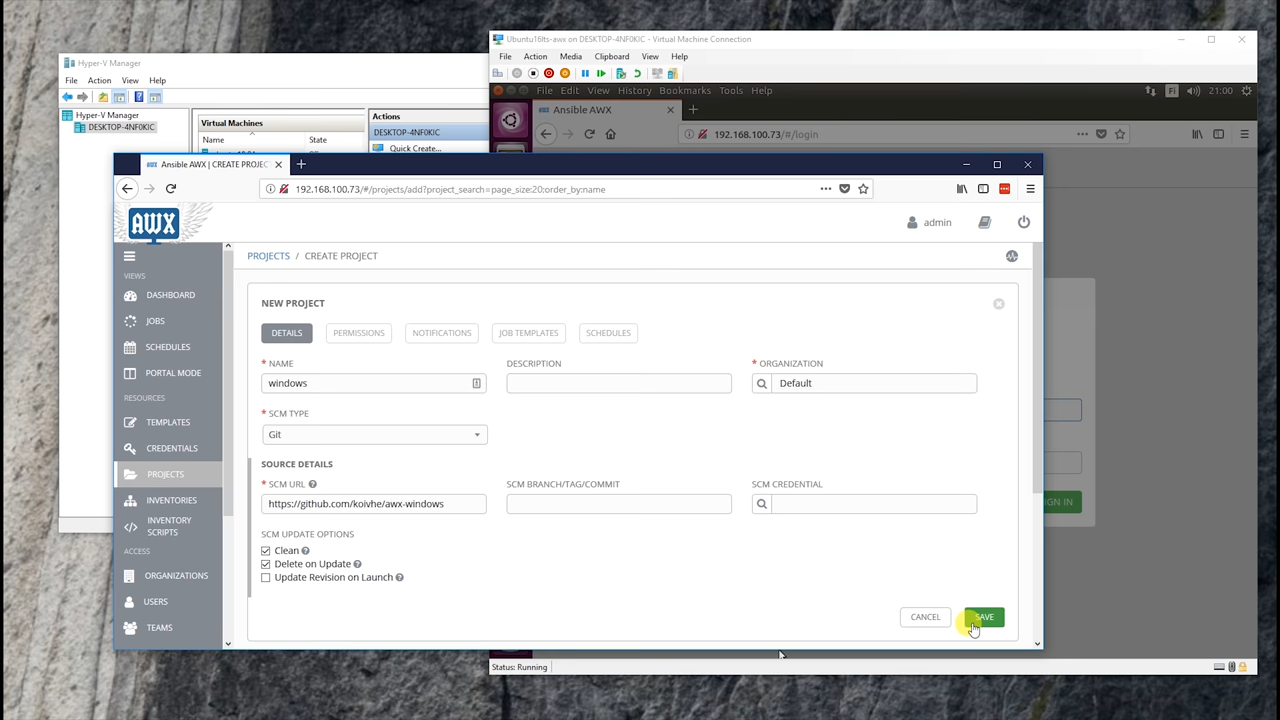 Hyper-V Manager
File Action View Help
Hyper-V Manager
DESKTOP-4NF0KIC
Virtual Machines
Name State
Actions
DESKTOP-4NF0KIC
Quick Create...
Ubuntu16lts-awx on DESKTOP-4NF0KIC - Virtual Machine Connection
File Action Media Clipboard View Help
File Edit View History Bookmarks Tools Help
Fi 21:00
Ansible AWX
192.168.100.73/#/login
IGN IN
Status: Running
Ansible AWX | CREATE PROJECT
192.168.100.73/#/projects/add?project_search=page_size:20;order_by:name
AWX
admin
VIEWS
DASHBOARD
JOBS
SCHEDULES
PORTAL MODE
RESOURCES
TEMPLATES
CREDENTIALS
PROJECTS
INVENTORIES
INVENTORY
SCRIPTS
ACCESS
ORGANIZATIONS
USERS
TEAMS
PROJECTS / CREATE PROJECT
NEW PROJECT
DETAILS PERMISSIONS NOTIFICATIONS JOB TEMPLATES SCHEDULES
* NAME DESCRIPTION * ORGANIZATION
windows Default
* SCM TYPE
Git
SOURCE DETAILS
* SCM URL SCM BRANCH/TAG/COMMIT SCM CREDENTIAL
https://github.com/koivhe/awx-windows
SCM UPDATE OPTIONS
Clean
Delete on Update
Update Revision on Launch
CANCEL SAVE